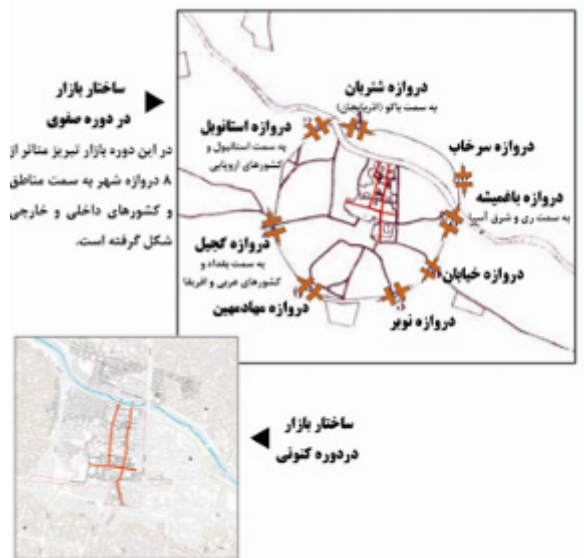 ساختار بازار
در دوره صفوی
در این دوره بازار تبریز متاثر از
۸ دروازه شهر به سمت مناطق
و کشورهای داخلی و خارجی
شکل گرفته است.
دروازه شتربان
به سمت باکو (آذربایجان)
دروازه استانبول
به سمت استانبول و
کشورهای اروپایی
دروازه سرخاب
دروازه باغمیشه
به سمت ری و شرق آسیا
دروازه گجیل
به سمت بغداد و
کشورهای عربی و افریقا
دروازه خیابان
دروازه مهادمهین
دروازه نوبر
ساختار بازار
دردوره کنونی